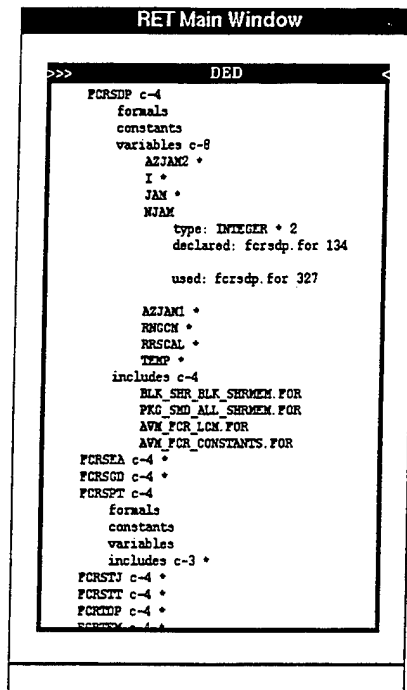 RET Main Window
>>> DED <
FCRSDP c-4
formals
constants
variables c-8
AZJAM2 *
I *
JAM *
NJAM
type: INTEGER * 2
declared: fcrsdp.for 134
used: fcrsdp.for 327
AZJAM1 *
RNGCM *
RRSCAL *
TEMP *
includes c-4
BLK_SHR_BLK_SHRMEM.FOR
PKG_SMD_ALL_SHRMEM.FOR
AVM_FCR_LCM.FOR
AVM_FCR_CONSTANTS.FOR
FCRSEA c-4 *
FCRSGD c-4 *
FCRSPT c-4
formals
constants
variables
includes c-3 *
FCRSTJ c-4 *
FCRSTT c-4 *
FCRTDP c-4 *